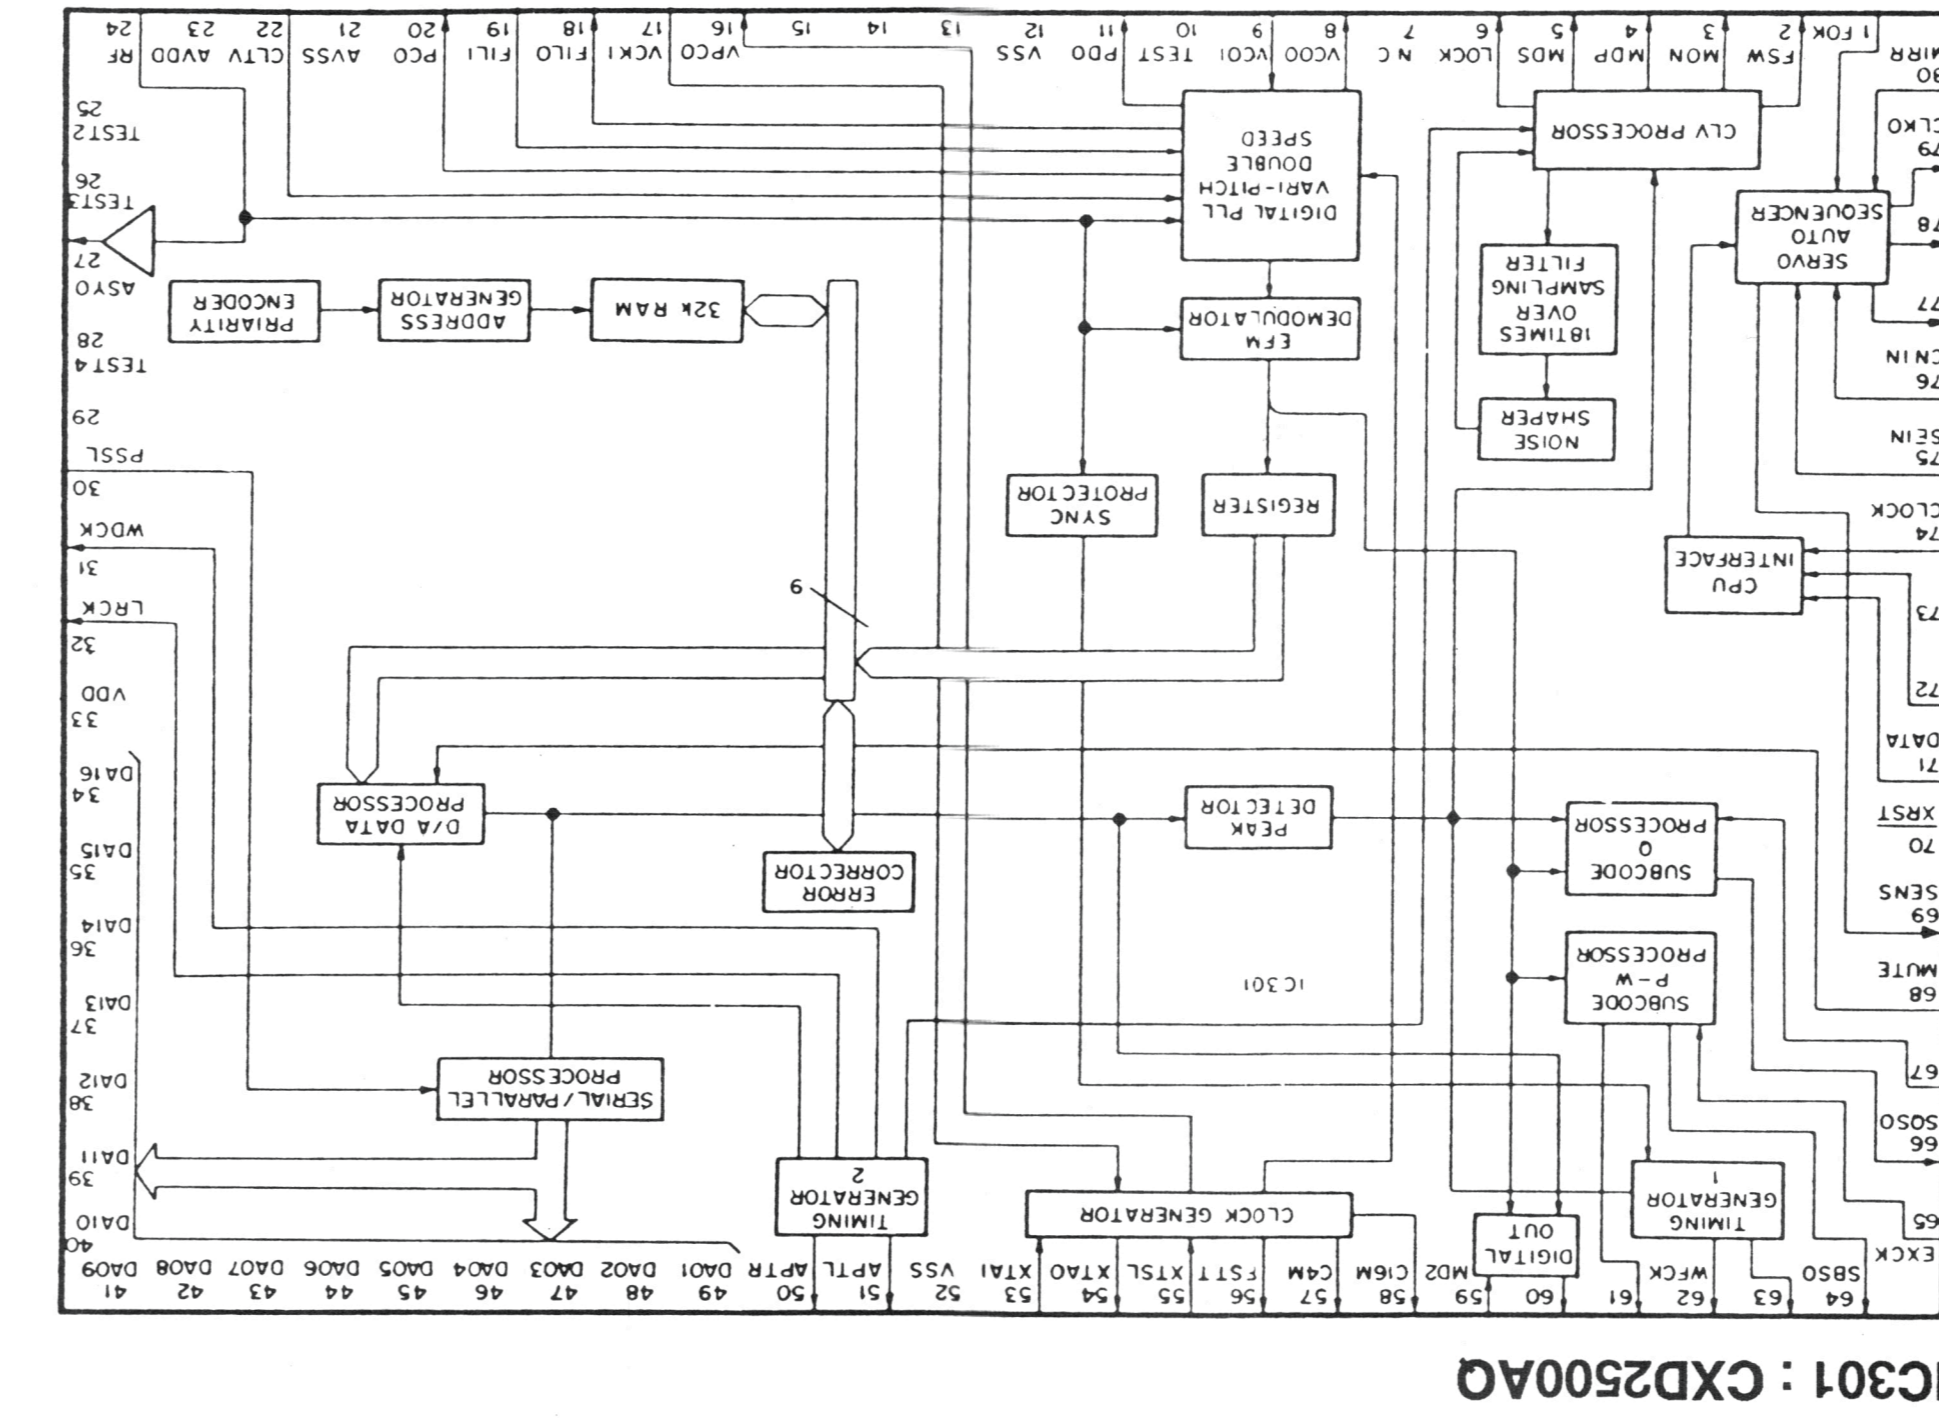 IC301 : CXD2500AQ
64 63 62 61 60 59 58 57 56 55 54 53 52 51 50 49 48 47 46 45 44 43 42 41
SBSO WFCK MD2 C16M C4M FSTT XTSL XTAO XTAI VSS APTL APTR DA01 DA02 DA03 DA04 DA05 DA06 DA07 DA08 DA09
EXCK
65
66
SQSO
67
68
MUTE
69
SENS
70
XRST
71
DATA
72
73
74
CLOCK
75
SEIN
76
CNIN
77
78
79
CLKO
80
MIRR
TIMING
GENERATOR
1
DIGITAL
OUT
CLOCK GENERATOR
TIMING
GENERATOR
2
SERIAL/PARALLEL
PROCESSOR
SUBCODE
P-W
PROCESSOR
IC301
SUBCODE
Q
PROCESSOR
PEAK
DETECTOR
ERROR
CORRECTOR
D/A DATA
PROCESSOR
CPU
INTERFACE
9
NOISE
SHAPER
REGISTER
SYNC
PROTECTOR
18TIMES
OVER
SAMPLING
FILTER
EFM
DEMODULATOR
32k RAM
ADDRESS
GENERATOR
PRIARITY
ENCODER
SERVO
AUTO
SEQUENCER
DIGITAL PLL
VARI-PITCH
DOUBLE
SPEED
CLV PROCESSOR
40
DA10
39
DA11
38
DA12
37
DA13
36
DA14
35
DA15
34
DA16
33
VDD
32
LRCK
31
WDCK
30
PSSL
29
TEST4
28
ASYO
27
TEST3
26
TEST2
25
FOK FSW MON MDP MDS LOCK NC VCOO VCOI TEST PDO VSS VPCO VCKI FILO FILI PCO AVSS CLTV AVDD RF
1 2 3 4 5 6 7 8 9 10 11 12 13 14 15 16 17 18 19 20 21 22 23 24